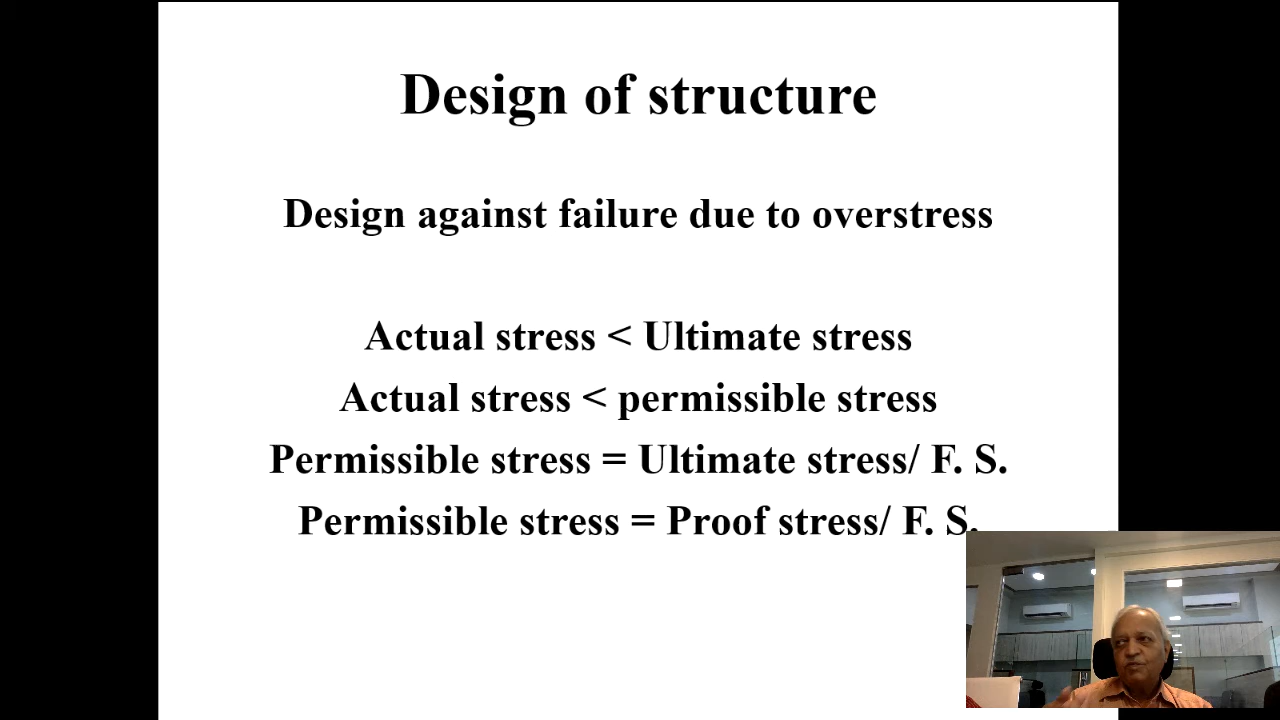 Design of structure
Design against failure due to overstress
Actual stress < Ultimate stress
Actual stress < permissible stress
Permissible stress = Ultimate stress/ F. S.
Permissible stress = Proof stress/ F. S.